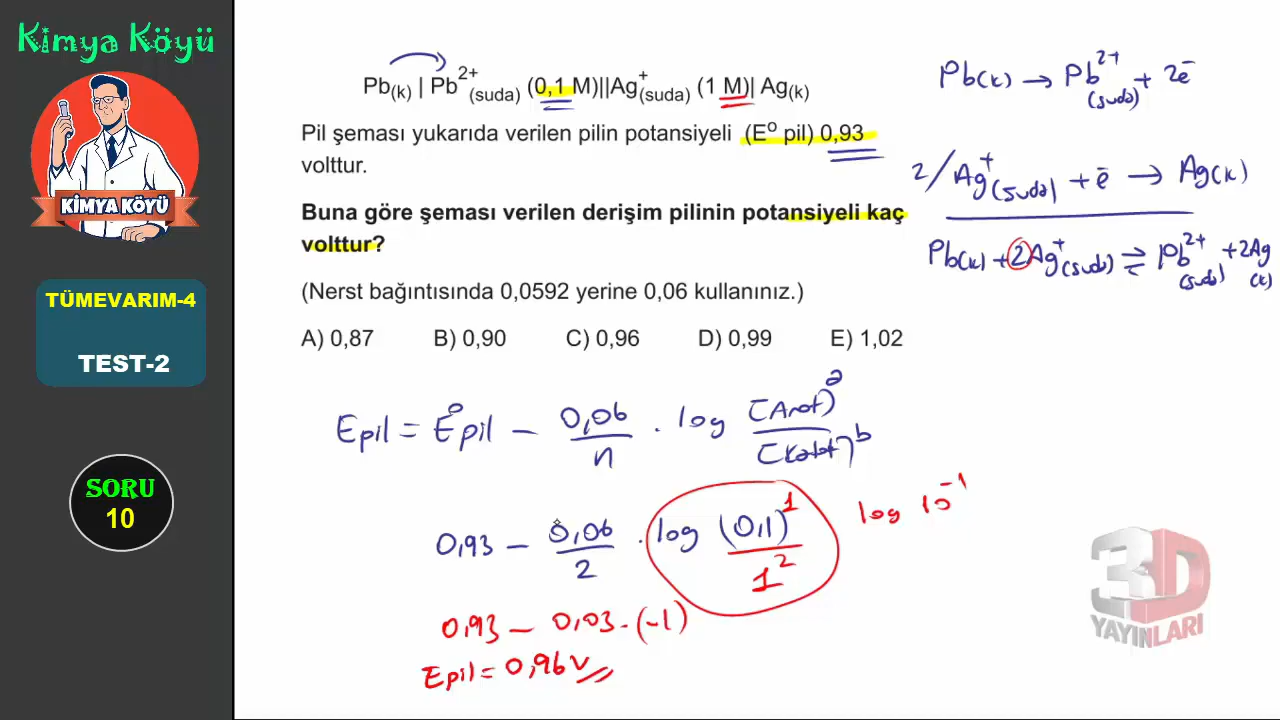 Kimya Köyü
KİMYA KÖYÜ
TÜMEVARIM-4
TEST-2
SORU
10
Pb(k) | Pb²⁺(suda) (0,1 M)||Ag⁺(suda) (1 M)| Ag(k)
Pil şeması yukarıda verilen pilin potansiyeli (E⁰ pil) 0,93
volttur.
Buna göre şeması verilen derişim pilinin potansiyeli kaç
volttur?
(Nerst bağıntısında 0,0592 yerine 0,06 kullanınız.)
A) 0,87 B) 0,90 C) 0,96 D) 0,99 E) 1,02
Pb(k) → Pb²⁺(suda) + 2e⁻
2/ Ag⁺(suda) + e⁻ → Ag(k)
Pb(k) + 2Ag⁺(suda) ⇌ Pb²⁺(suda) + 2Ag(k)
Epil = E⁰pil − 0,06/n · log [Anot]ᵃ/[Katot]ᵇ
0,93 − 0,06/2 · log (0,1)¹/1² log 10⁻¹
0,93 − 0,03 · (−1)
Epil = 0,96 V
3D
YAYINLARI